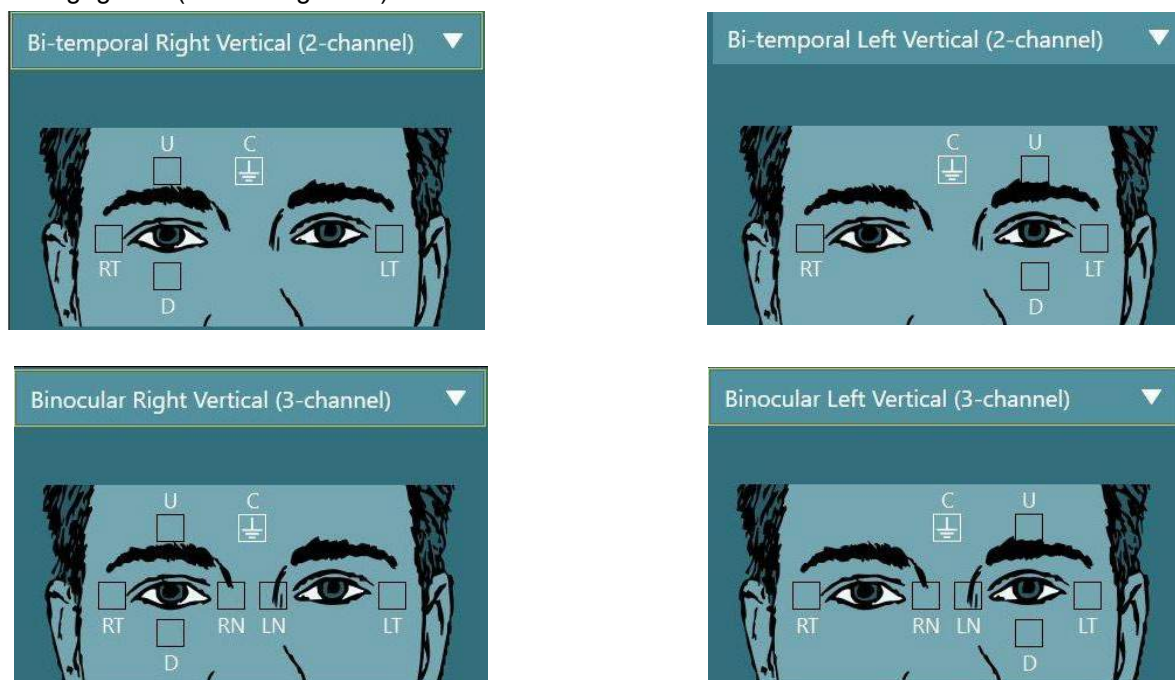 Bi-temporal Right Vertical (2-channel)
U C
RT LT
D
Bi-temporal Left Vertical (2-channel)
C U
RT LT
D
Binocular Right Vertical (3-channel)
U C
RT RN LN LT
D
Binocular Left Vertical (3-channel)
C U
RT RN LN LT
D